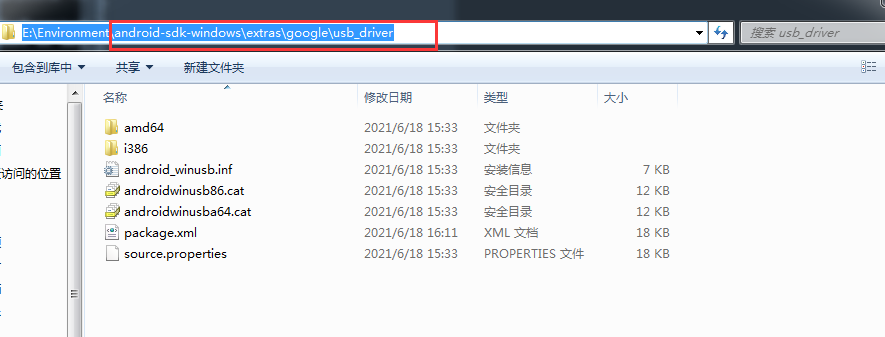 E:\Environment\android-sdk-windows\extras\google\usb_driver
搜索 usb_driver
包含到库中 共享 新建文件夹
名称 修改日期 类型 大小
amd64 2021/6/18 15:33 文件夹
i386 2021/6/18 15:33 文件夹
android_winusb.inf 2021/6/18 15:33 安装信息 7 KB
androidwinusb86.cat 2021/6/18 15:33 安全目录 12 KB
androidwinusba64.cat 2021/6/18 15:33 安全目录 12 KB
package.xml 2021/6/18 16:11 XML 文档 18 KB
source.properties 2021/6/18 15:33 PROPERTIES 文件 18 KB
访问的位置